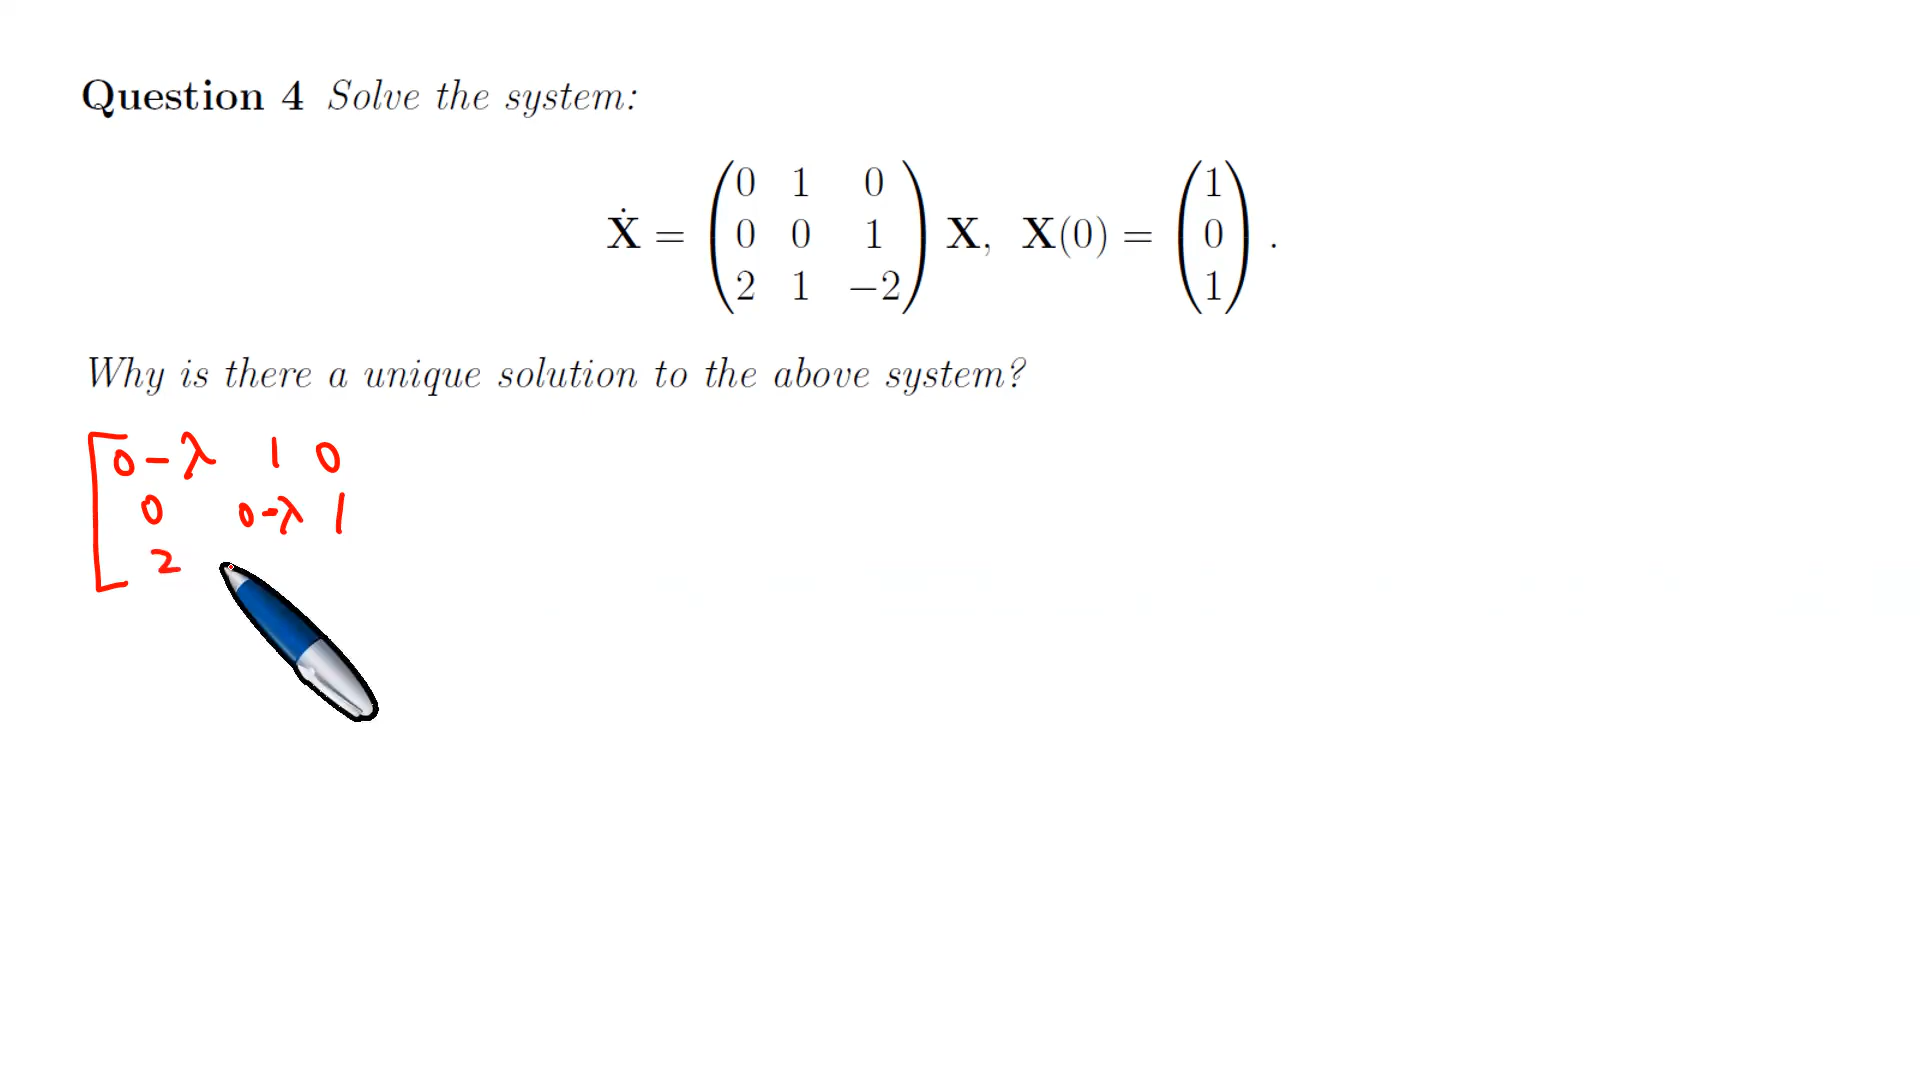 Question 4 Solve the system:
Ẋ = (0 1 0
0 0 1
2 1 −2) X, X(0) = (1
0
1).
Why is there a unique solution to the above system?
[0-λ 1 0
0 0-λ 1
2